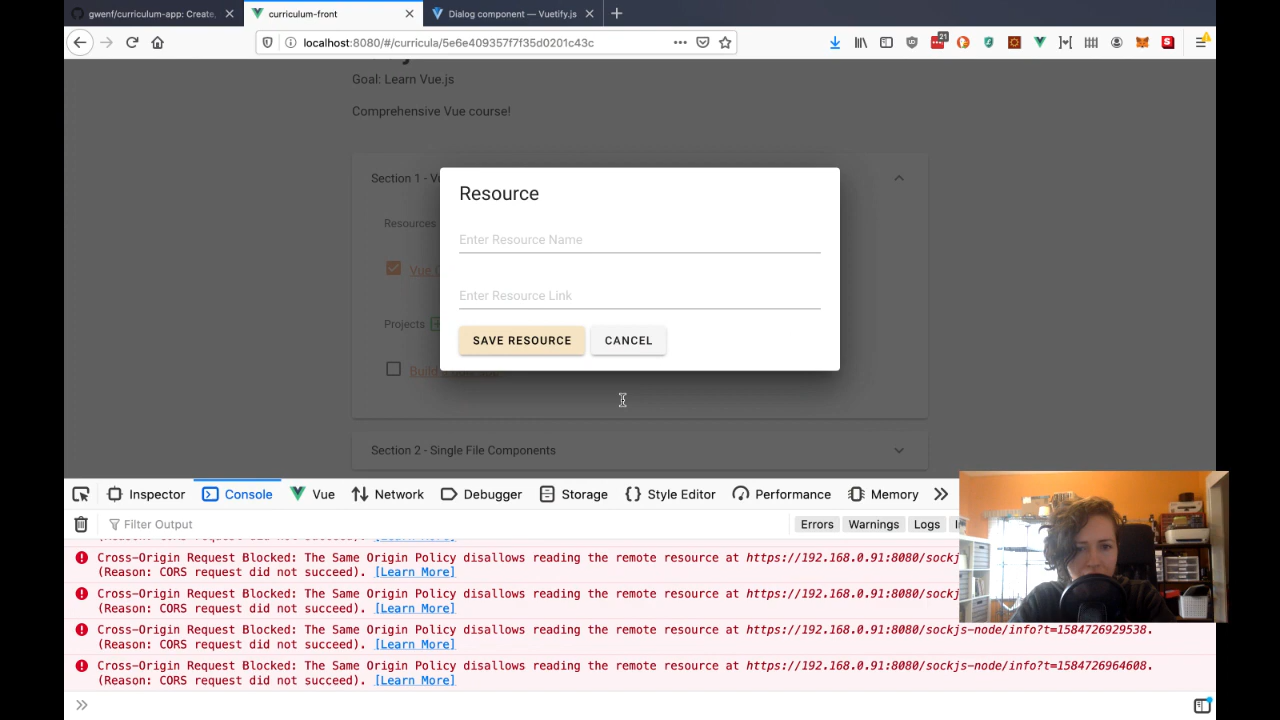 gwenf/curriculum-app: Create,
curriculum-front
Dialog component — Vuetify.js
localhost:8080/#/curricula/5e6e409357f7f35d0201c43c
21
Goal: Learn Vue.js
Comprehensive Vue course!
Section 1 -
Resources
Vue
Projects
Resource
Enter Resource Name
Enter Resource Link
SAVE RESOURCE
CANCEL
Section 2 - Single File Components
Inspector
Console
Vue
Network
Debugger
Storage
{} Style Editor
Performance
Memory
Filter Output
Errors
Warnings
Logs
Cross-Origin Request Blocked: The Same Origin Policy disallows reading the remote resource at https://192.168.0.91:8080/sockj
(Reason: CORS request did not succeed). [Learn More]
Cross-Origin Request Blocked: The Same Origin Policy disallows reading the remote resource at https://192.168.0.91:8080/sockj
(Reason: CORS request did not succeed). [Learn More]
Cross-Origin Request Blocked: The Same Origin Policy disallows reading the remote resource at https://192.168.0.91:8080/sockjs-node/info?t=1584726929538.
(Reason: CORS request did not succeed). [Learn More]
Cross-Origin Request Blocked: The Same Origin Policy disallows reading the remote resource at https://192.168.0.91:8080/sockjs-node/info?t=1584726964608.
(Reason: CORS request did not succeed). [Learn More]